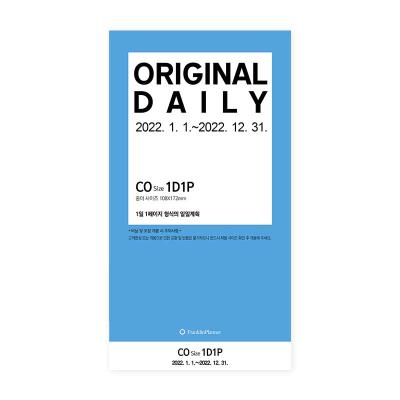 ORIGINAL
DAILY
2022. 1. 1.~2022. 12. 31.
CO Size 1D1P
종이 사이즈 108X172mm
1일 1페이지 형식의 일일계획
FranklinPlanner
CO Size 1D1P
2022. 1. 1.~2022. 12. 31.